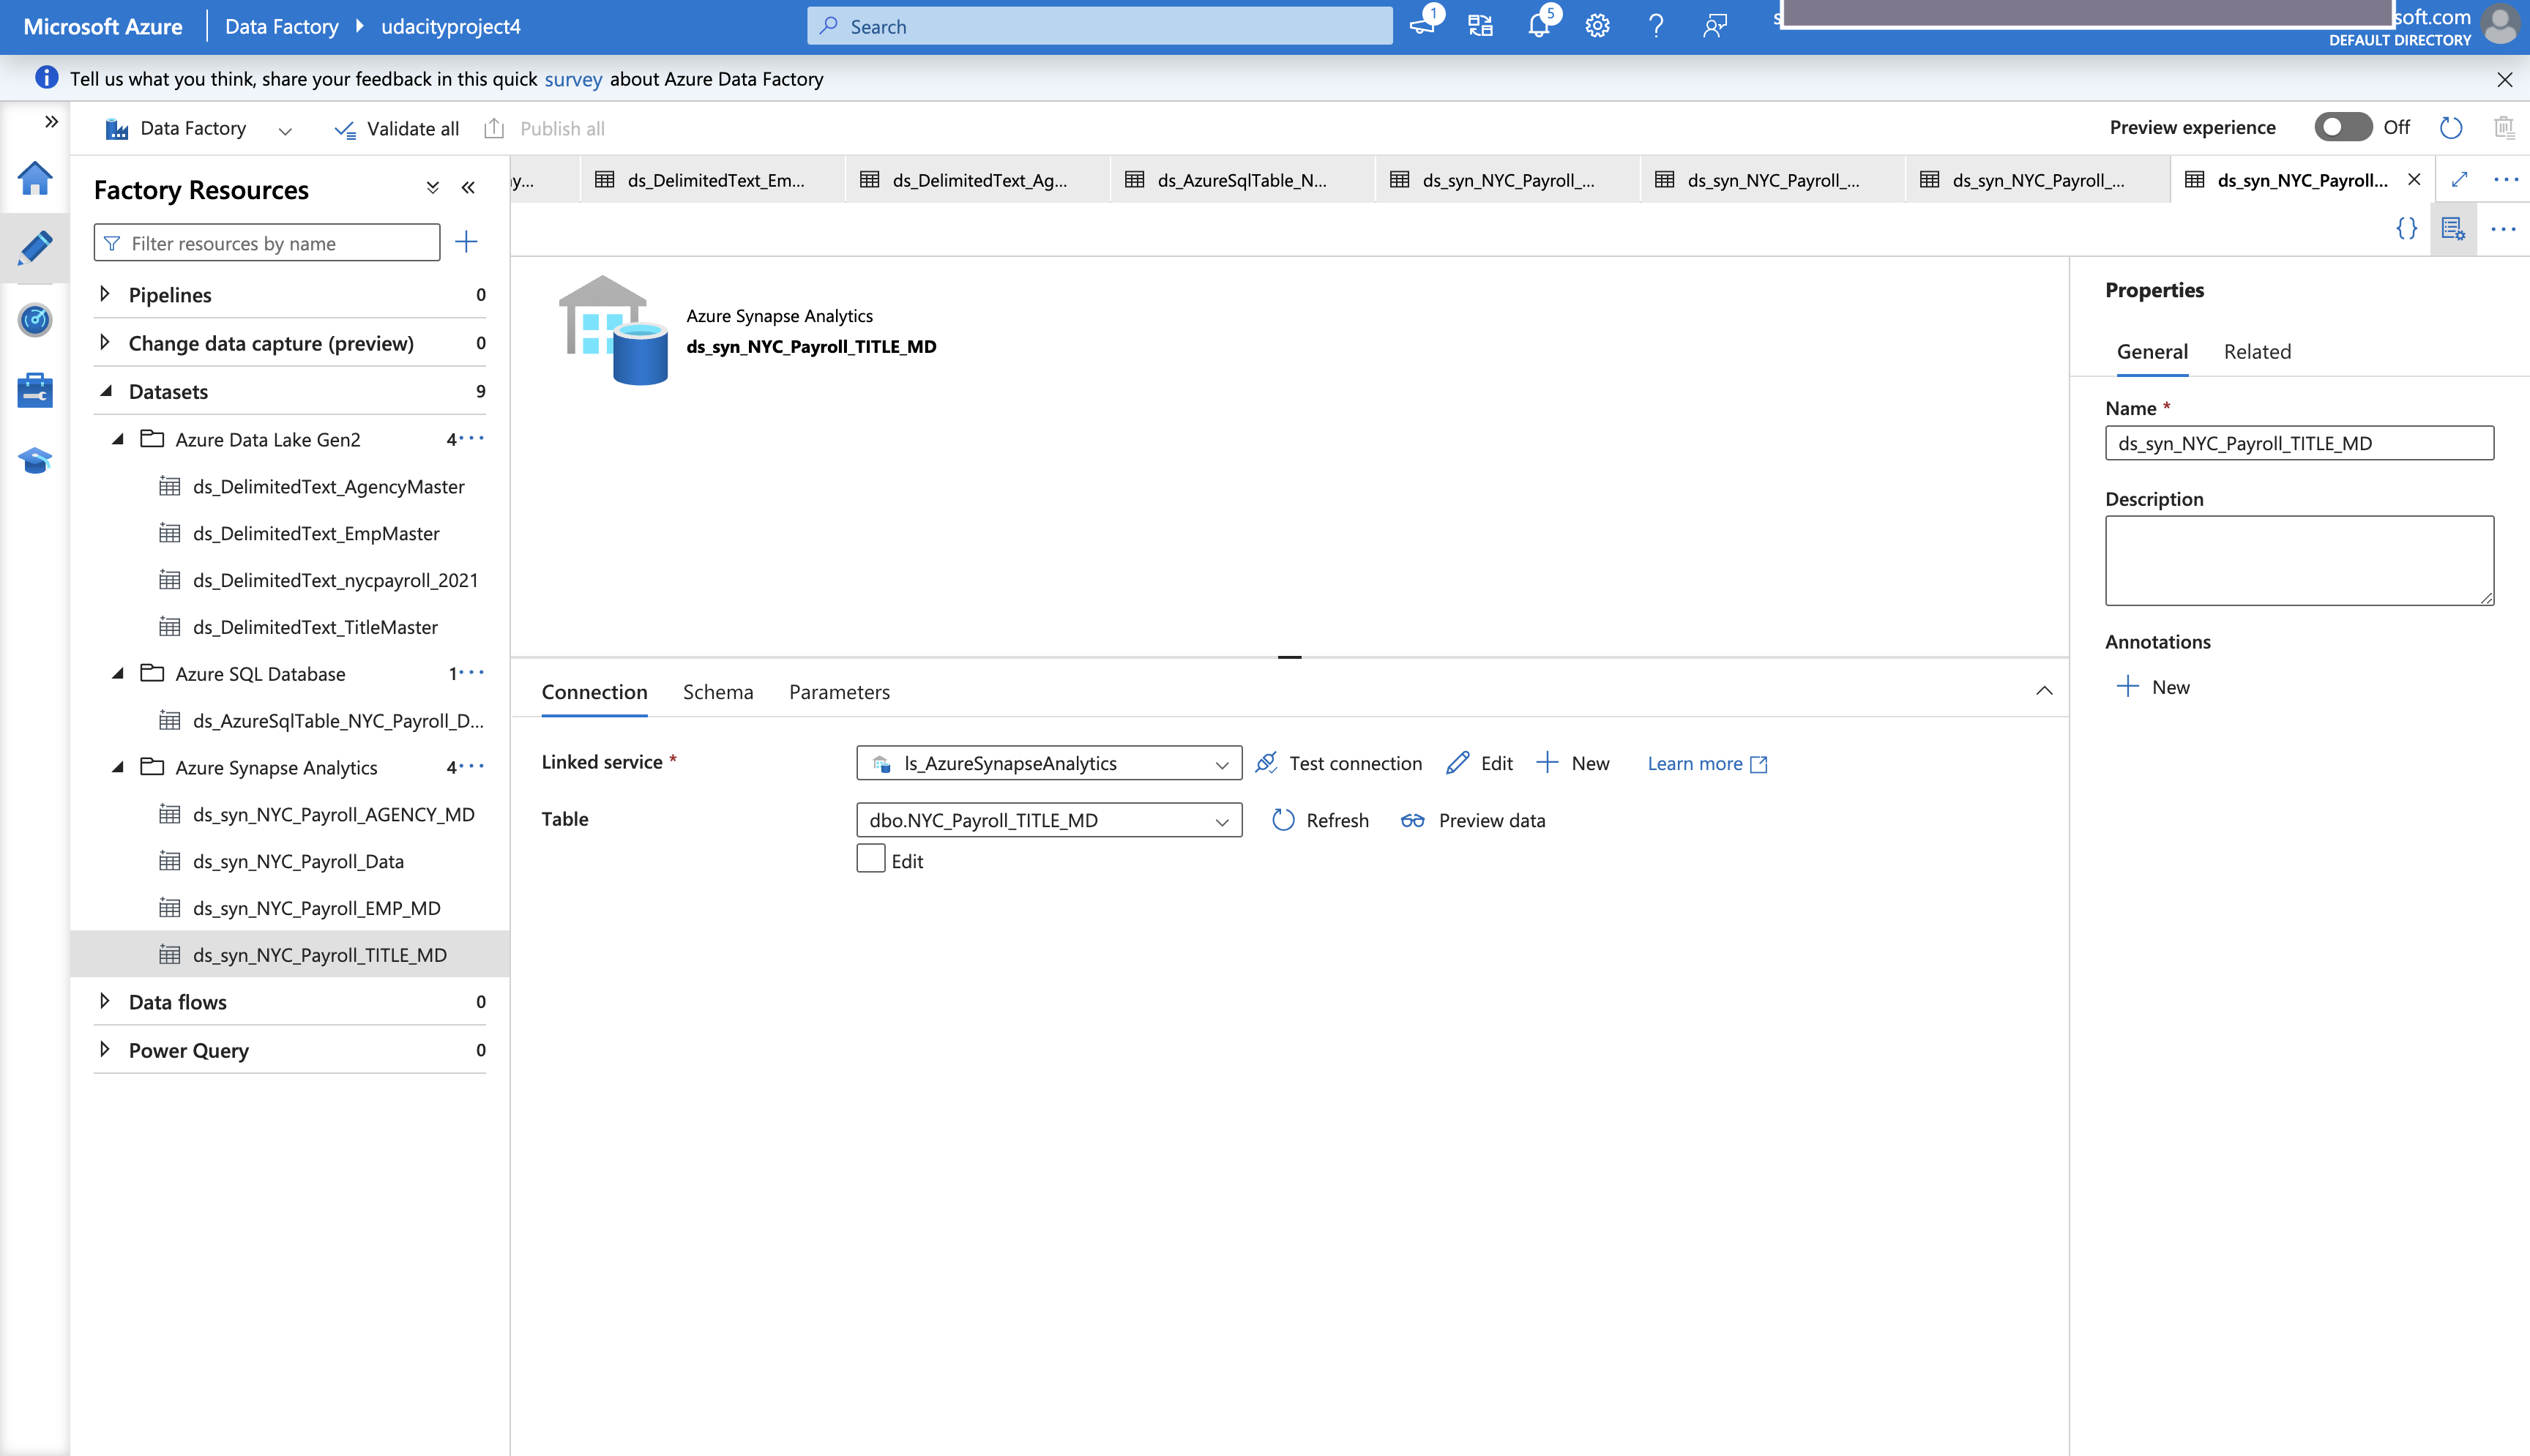 Microsoft Azure
Data Factory
udacityproject4
Search
1
5
soft.com
DEFAULT DIRECTORY
Tell us what you think, share your feedback in this quick survey about Azure Data Factory
Data Factory
Validate all
Publish all
Preview experience
Off
Factory Resources
Filter resources by name
Pipelines 0
Change data capture (preview) 0
Datasets 9
Azure Data Lake Gen2 4
ds_DelimitedText_AgencyMaster
ds_DelimitedText_EmpMaster
ds_DelimitedText_nycpayroll_2021
ds_DelimitedText_TitleMaster
Azure SQL Database 1
ds_AzureSqlTable_NYC_Payroll_D...
Azure Synapse Analytics 4
ds_syn_NYC_Payroll_AGENCY_MD
ds_syn_NYC_Payroll_Data
ds_syn_NYC_Payroll_EMP_MD
ds_syn_NYC_Payroll_TITLE_MD
Data flows 0
Power Query 0
ds_DelimitedText_Em...
ds_DelimitedText_Ag...
ds_AzureSqlTable_N...
ds_syn_NYC_Payroll_...
ds_syn_NYC_Payroll_...
ds_syn_NYC_Payroll_...
ds_syn_NYC_Payroll...
Azure Synapse Analytics
ds_syn_NYC_Payroll_TITLE_MD
Connection
Schema
Parameters
Linked service *
ls_AzureSynapseAnalytics
Test connection
Edit
New
Learn more
Table
dbo.NYC_Payroll_TITLE_MD
Refresh
Preview data
Edit
Properties
General
Related
Name *
ds_syn_NYC_Payroll_TITLE_MD
Description
Annotations
New